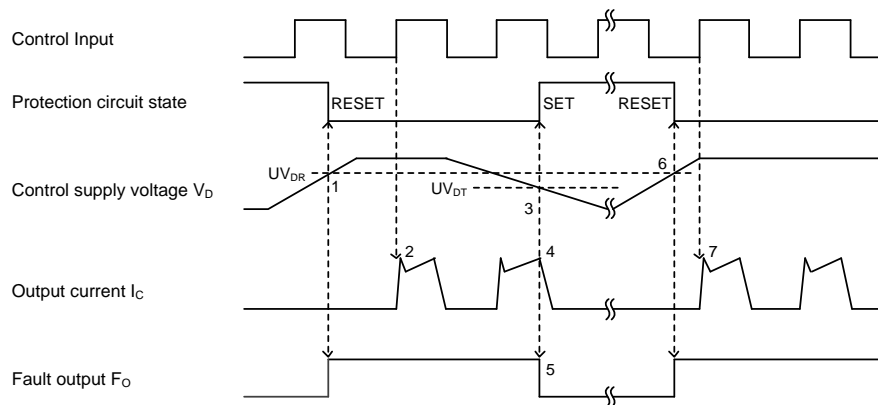 Control Input
Protection circuit state
RESET
SET
RESET
Control supply voltage VD
UVDR
1
UVDT
3
6
Output current IC
2
4
7
Fault output FO
5